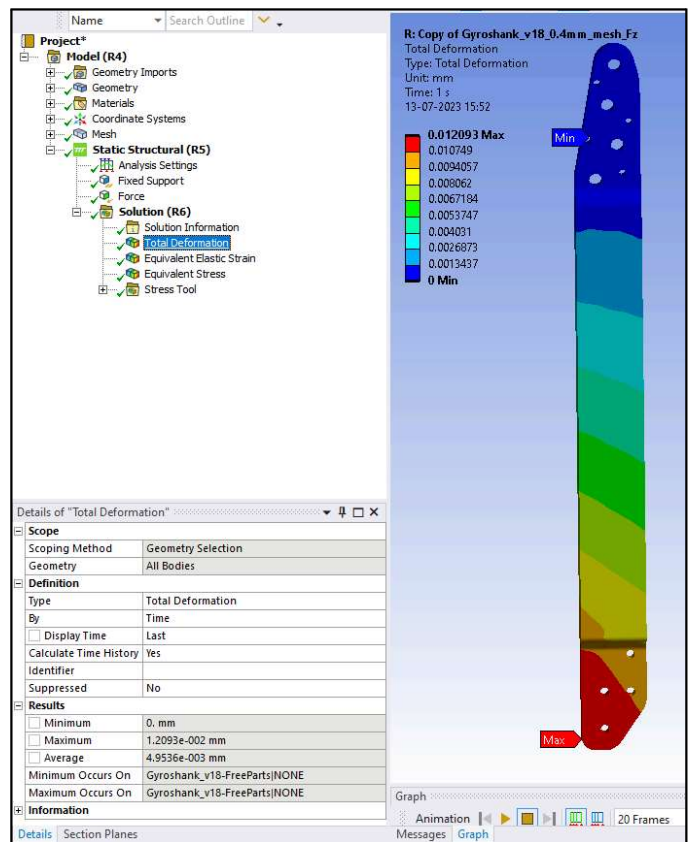 Name
Search Outline
Project*
Model (R4)
Geometry Imports
Geometry
Materials
Coordinate Systems
Mesh
Static Structural (R5)
Analysis Settings
Fixed Support
Force
Solution (R6)
Solution Information
Total Deformation
Equivalent Elastic Strain
Equivalent Stress
Stress Tool
Details of "Total Deformation"
Scope
Scoping Method Geometry Selection
Geometry All Bodies
Definition
Type Total Deformation
By Time
Display Time Last
Calculate Time History Yes
Identifier
Suppressed No
Results
Minimum 0. mm
Maximum 1.2093e-002 mm
Average 4.9536e-003 mm
Minimum Occurs On Gyroshank_v18-FreeParts|NONE
Maximum Occurs On Gyroshank_v18-FreeParts|NONE
Information
Details Section Planes
R: Copy of Gyroshank_v18_0.4mm_mesh_Fz
Total Deformation
Type: Total Deformation
Unit: mm
Time: 1 s
13-07-2023 15:52
0.012093 Max
0.010749
0.0094057
0.008062
0.0067184
0.0053747
0.004031
0.0026873
0.0013437
0 Min
Min
Max
Graph
Animation 20 Frames
Messages Graph